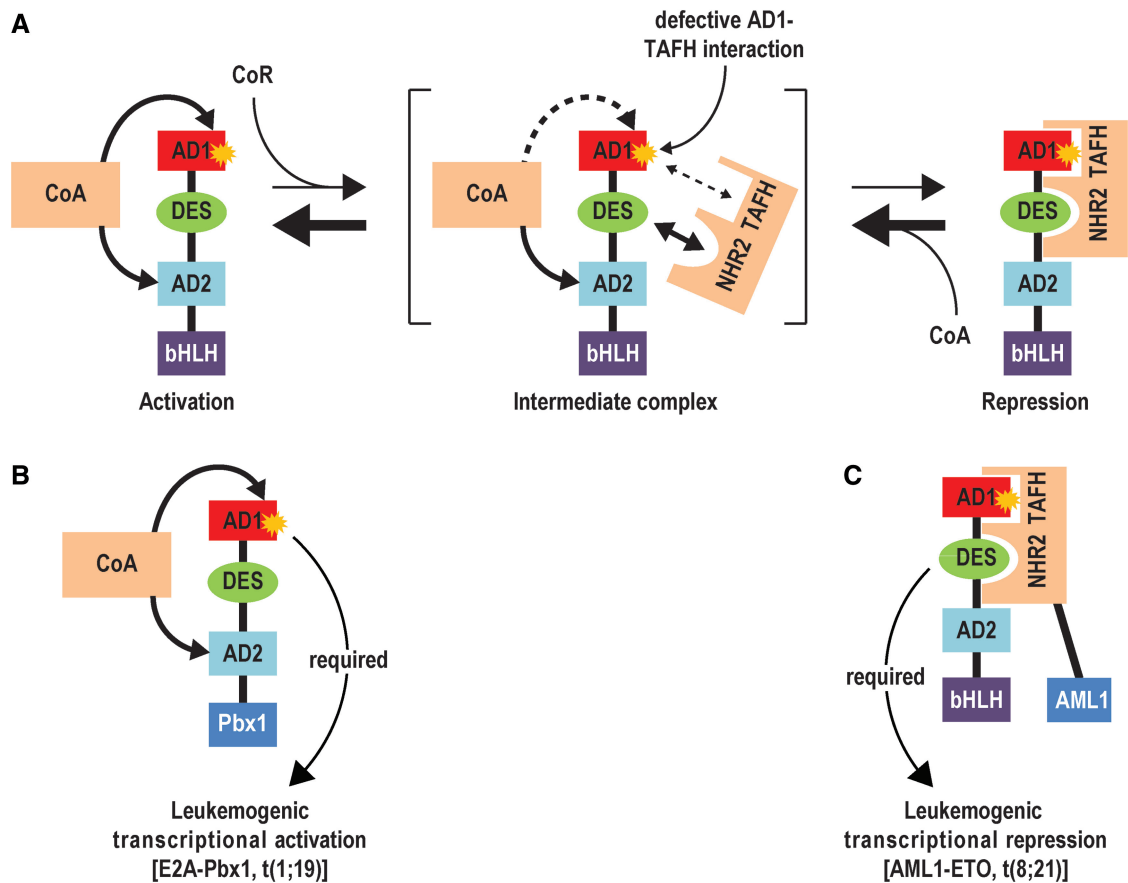 A
defective AD1-
TAFH interaction
CoR
AD1
CoA
DES
AD2
bHLH
Activation
AD1
CoA
DES
NHR2 TAFH
AD2
bHLH
Intermediate complex
AD1
DES
NHR2 TAFH
AD2
CoA
bHLH
Repression
B
AD1
CoA
DES
AD2
required
Pbx1
Leukemogenic
transcriptional activation
[E2A-Pbx1, t(1;19)]
C
AD1
DES
NHR2 TAFH
AD2
required
bHLH
AML1
Leukemogenic
transcriptional repression
[AML1-ETO, t(8;21)]